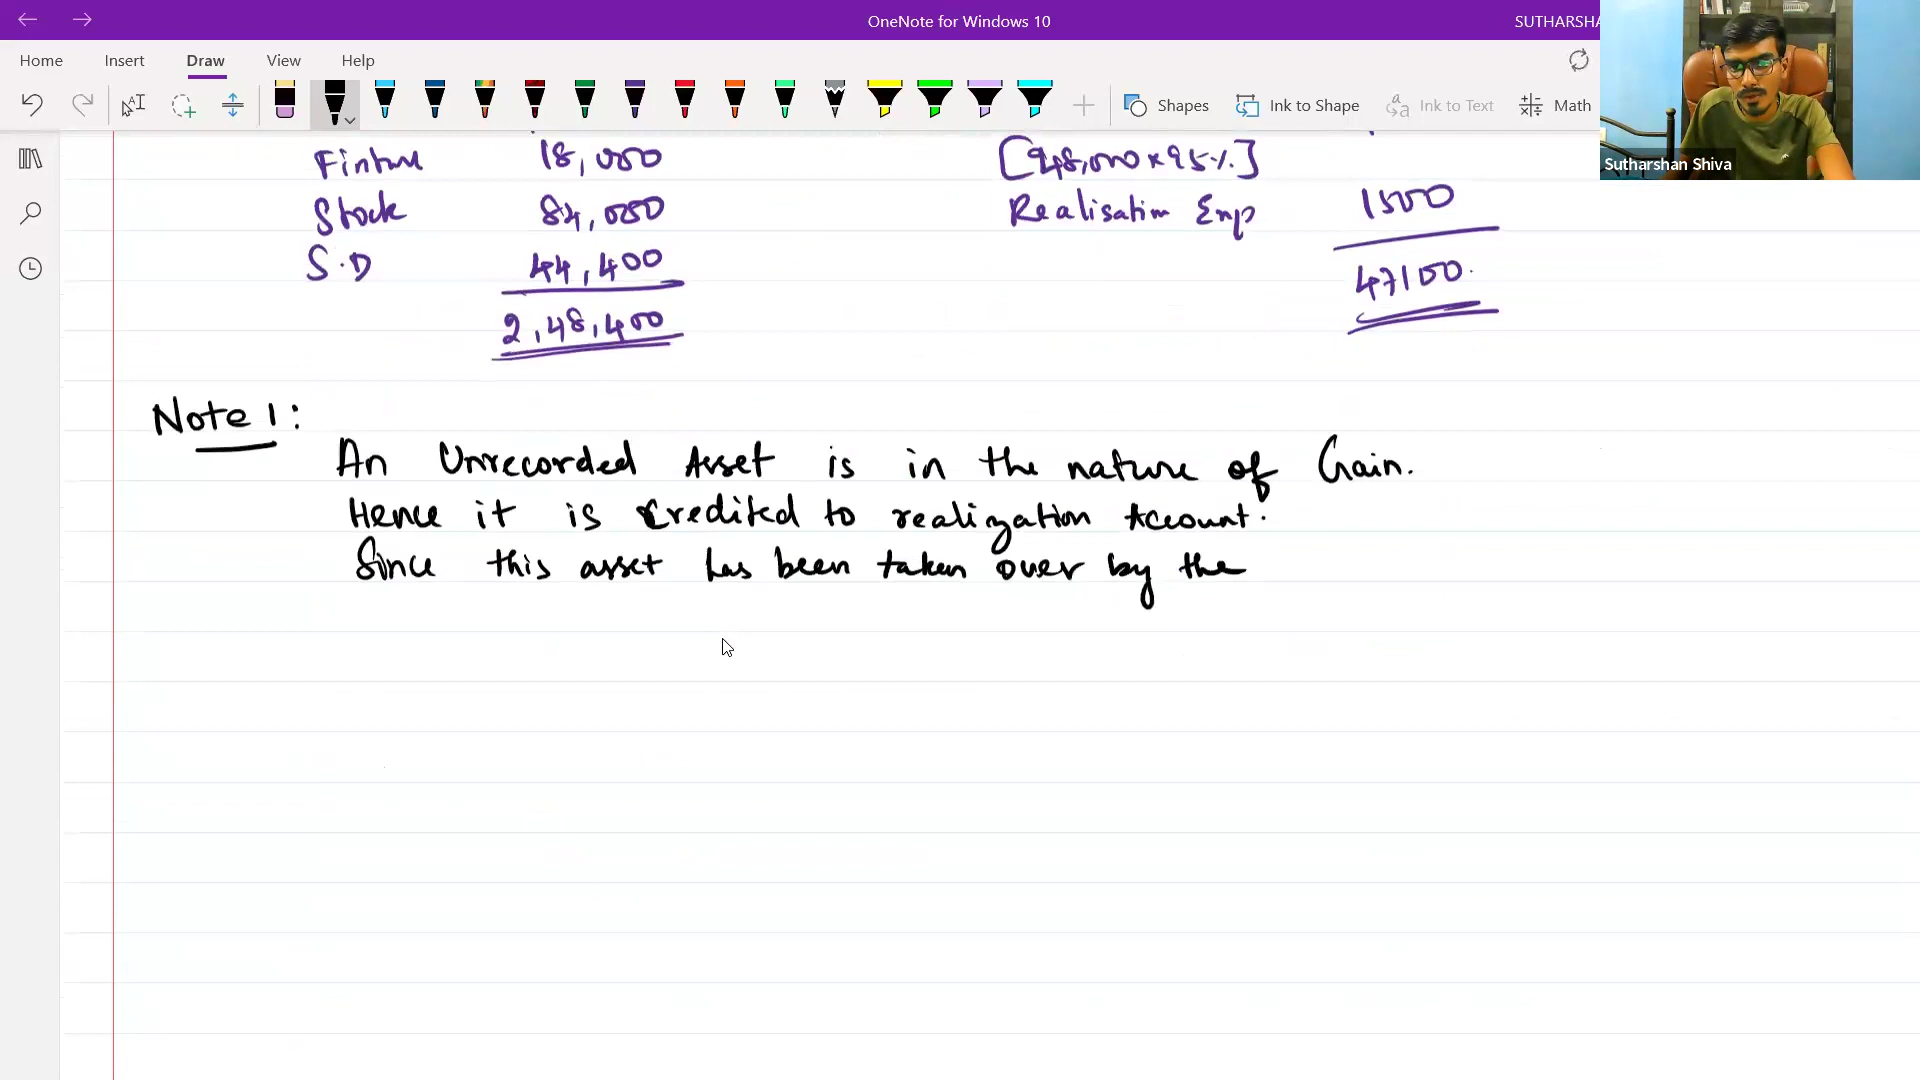 OneNote for Windows 10
SUTHARSHA
Home Insert Draw View Help
Shapes Ink to Shape Ink to Text Math
Sutharshan Shiva
Fixture 18,000 [48,000 x 95%]
Stock 84,000 Realisation Exp 1500
S.D 44,400 47100.
2,48,400
Note 1:
An Unrecorded Asset is in the nature of Gain.
Hence it is credited to realization Account.
Since this asset has been taken over by the